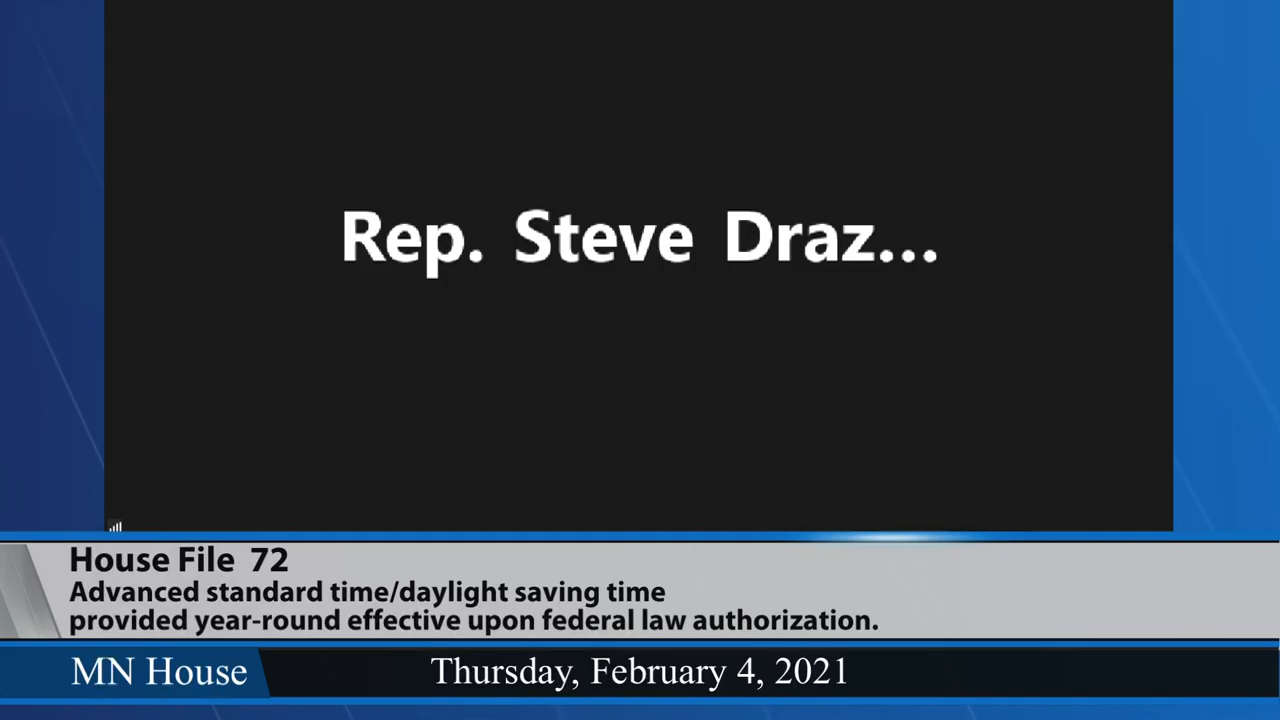 Rep. Steve Draz...
House File 72
Advanced standard time/daylight saving time
provided year-round effective upon federal law authorization.
MN House
Thursday, February 4, 2021